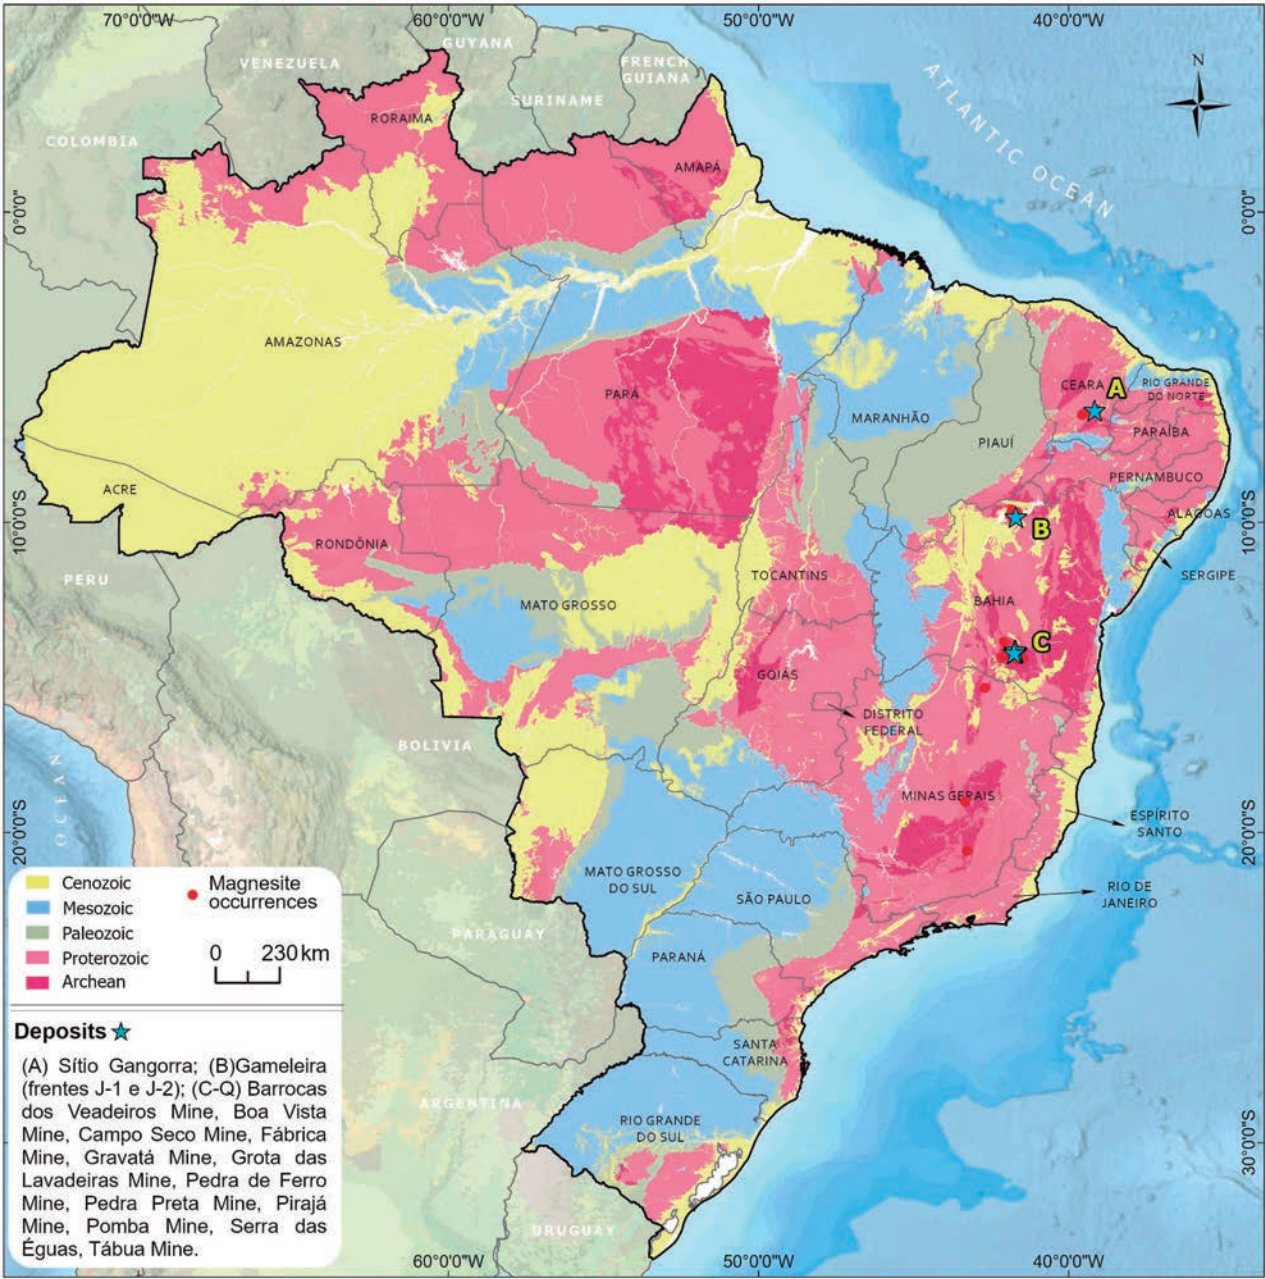 70°0'0"W
60°0'0"W
50°0'0"W
40°0'0"W
GUYANA
VENEZUELA
FRENCH
GUIANA
SURINAME
N
ATLANTIC OCEAN
COLOMBIA
RORAIMA
AMAPÁ
0°0'0"
0°0'0"
AMAZONAS
PARÁ
CEARA
A
RIO GRANDE
DO NORTE
MARANHÃO
PIAUÍ
PARAÍBA
PERNAMBUCO
ACRE
ALAGOAS
10°0'0"S
10°0'0"S
B
RONDÔNIA
PERU
TOCANTINS
SERGIPE
MATO GROSSO
BAHIA
C
GOIÁS
DISTRITO
FEDERAL
BOLIVIA
OCEAN
MINAS GERAIS
ESPÍRITO
SANTO
20°0'0"S
20°0'0"S
MATO GROSSO
DO SUL
SÃO PAULO
RIO DE
JANEIRO
PARAGUAY
PARANÁ
SANTA
CATARINA
ARGENTINA
RIO GRANDE
DO SUL
30°0'0"S
URUGUAY
60°0'0"W
50°0'0"W
40°0'0"W
Cenozoic
Mesozoic
Paleozoic
Proterozoic
Archean
Magnesite
occurrences
0 230 km
Deposits
(A) Sítio Gangorra; (B)Gameleira
(frentes J-1 e J-2); (C-Q) Barrocas
dos Veadeiros Mine, Boa Vista
Mine, Campo Seco Mine, Fábrica
Mine, Gravatá Mine, Grota das
Lavadeiras Mine, Pedra de Ferro
Mine, Pedra Preta Mine, Pirajá
Mine, Pomba Mine, Serra das
Éguas, Tábua Mine.